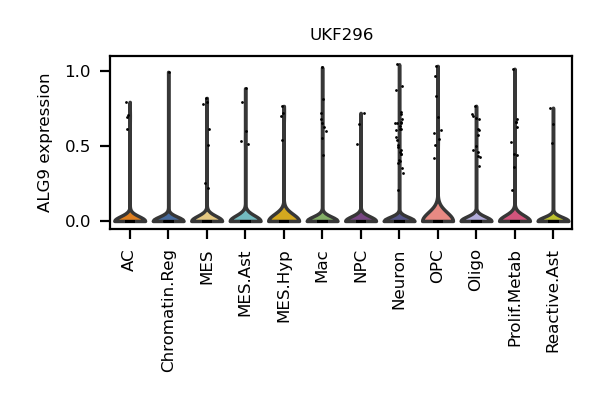 UKF296
ALG9 expression
1.0
0.5
0.0
AC
Chromatin.Reg
MES
MES.Ast
MES.Hyp
Mac
NPC
Neuron
OPC
Oligo
Prolif.Metab
Reactive.Ast